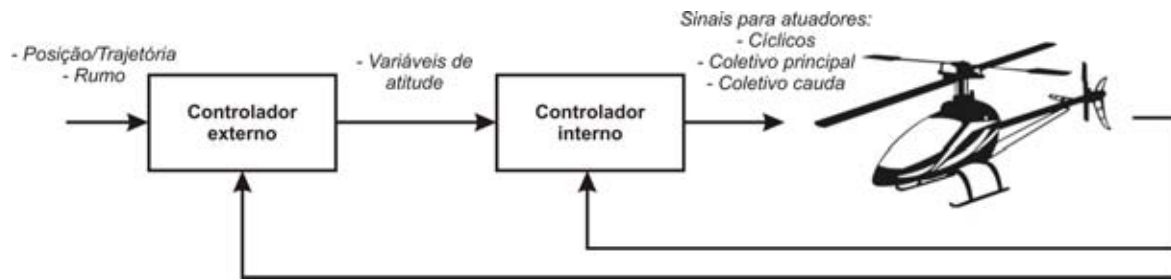 - Posição/Trajetória
- Rumo
Controlador
externo
- Variáveis de
atitude
Controlador
interno
Sinais para atuadores:
- Cíclicos
- Coletivo principal
- Coletivo cauda